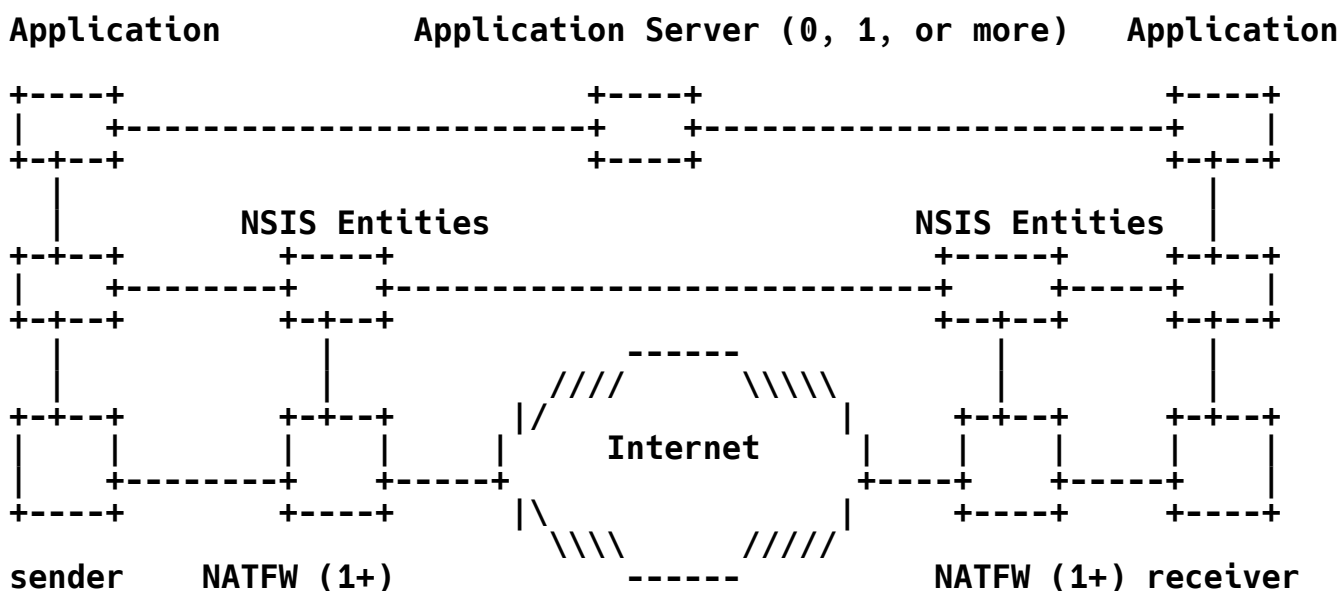 Application Application Server (0, 1, or more) Application
NSIS Entities NSIS Entities
Internet
sender NATFW (1+) NATFW (1+) receiver